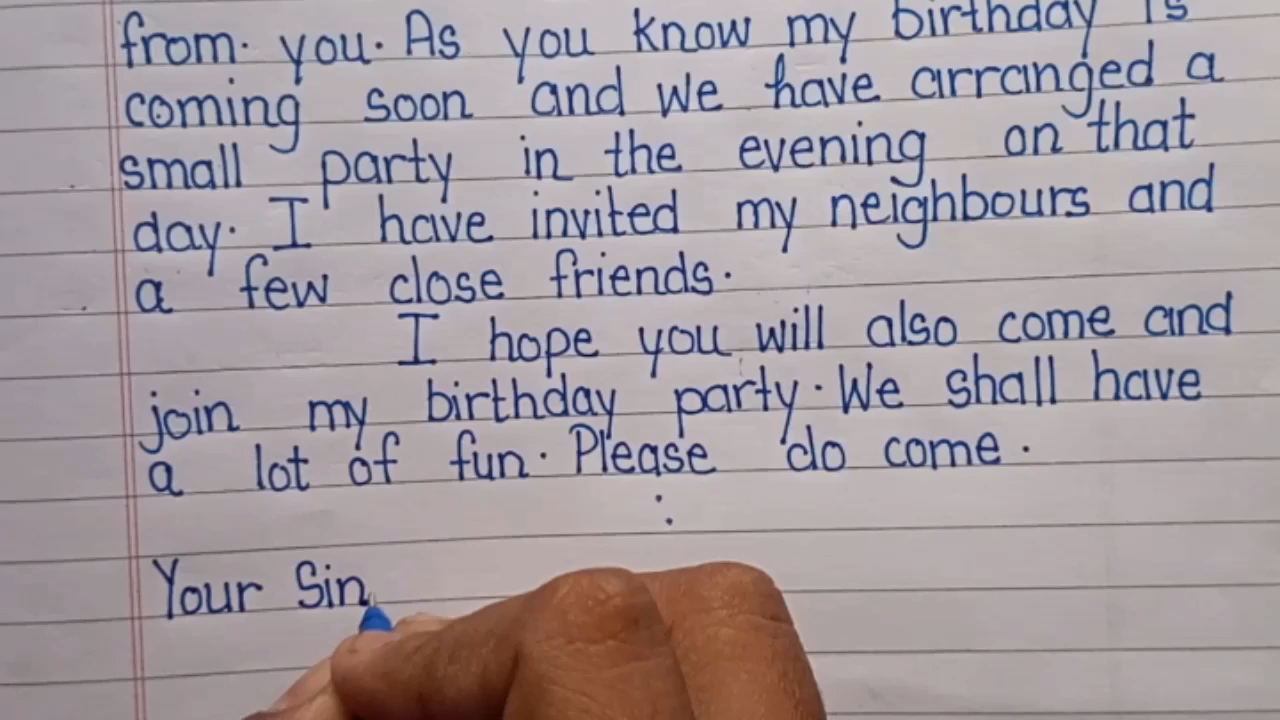 from. you. As you know my birthday is
coming soon and we have arranged a
small party in the evening on that
day. I have invited my neighbours and
a few close friends.
I hope you will also come and
join my birthday party. We shall have
a lot of fun. Please do come.
Your Sin